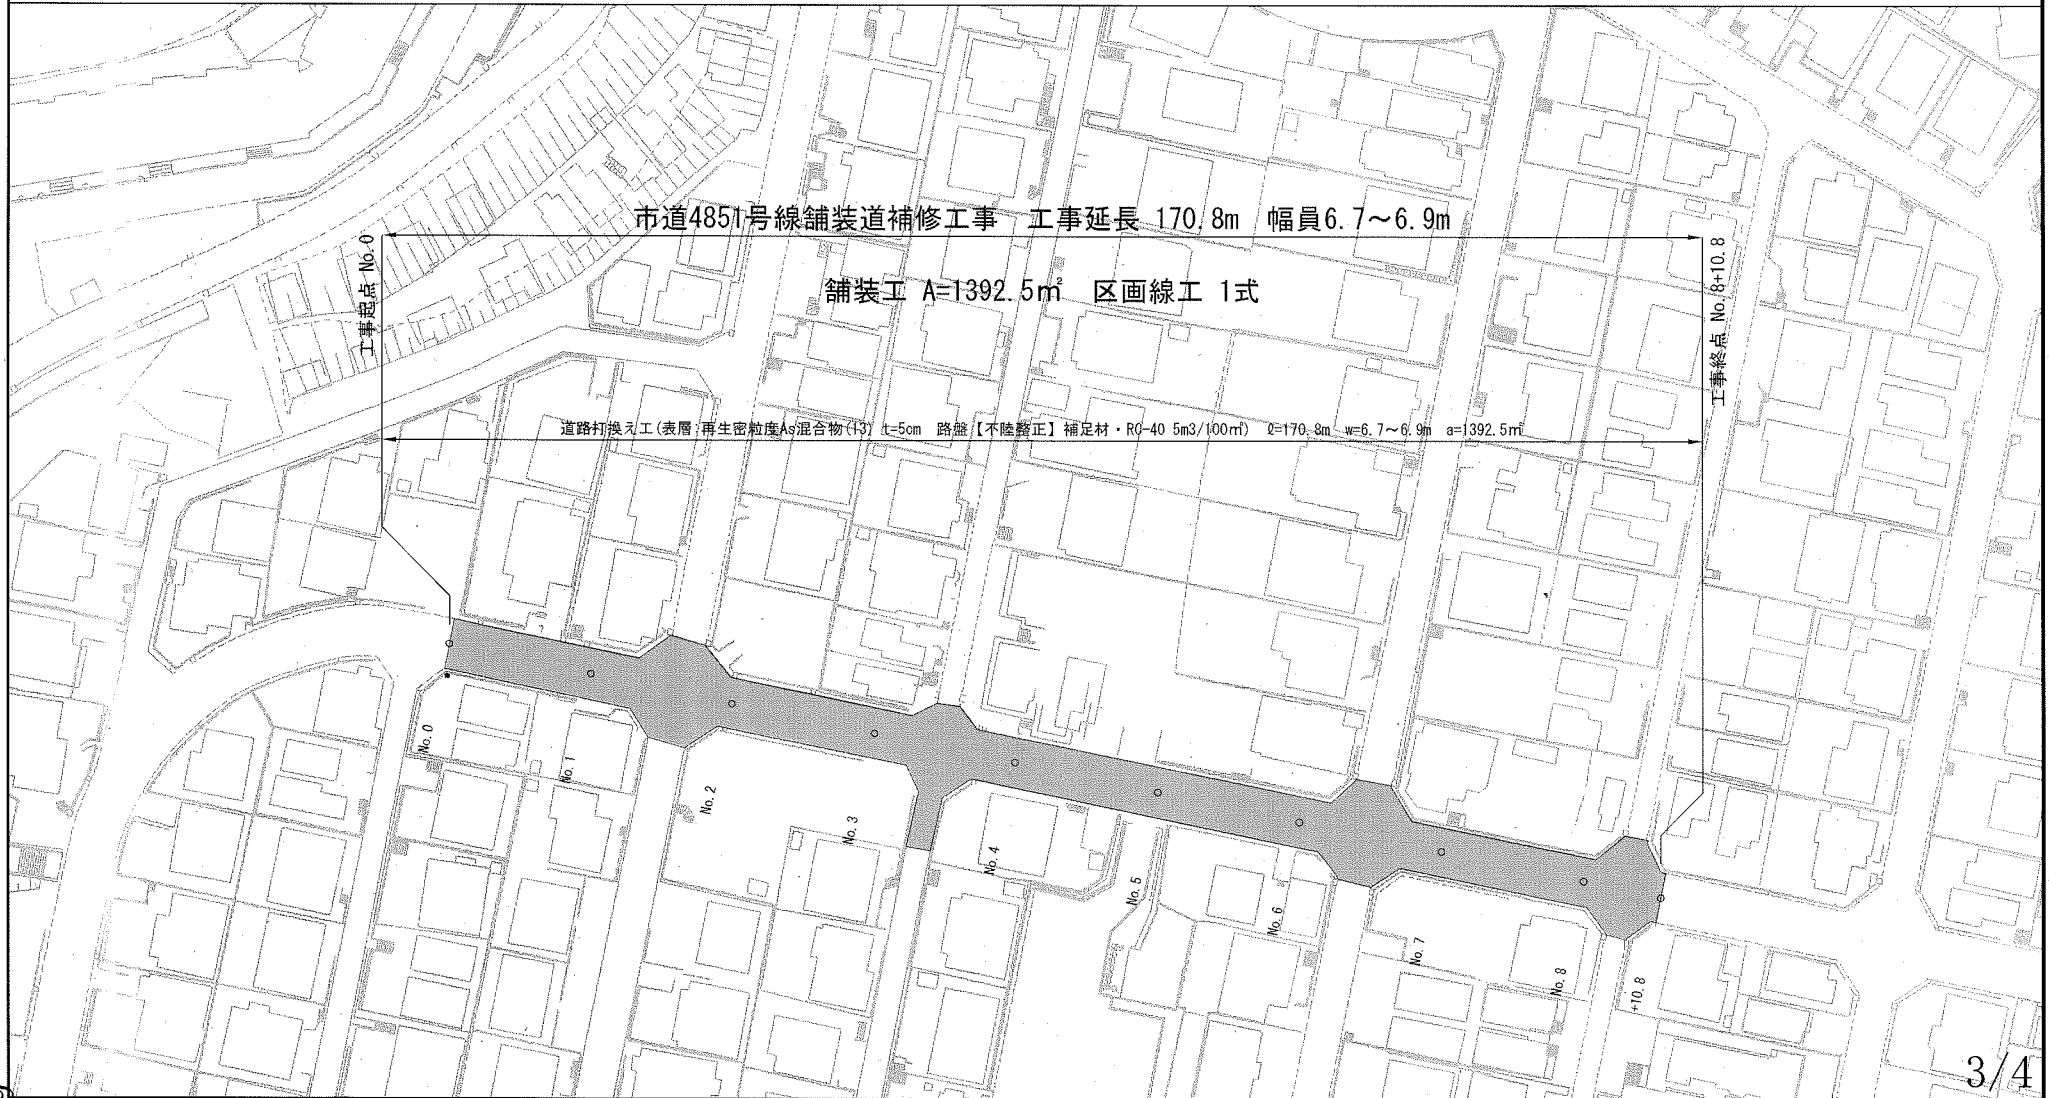 市道4851号線舗装道補修工事 工事延長 170.8m 幅員6.7～6.9m
工事起点 No.0
工事終点 No.8+10.8
舗装工 A=1392.5㎡ 区画線工 1式
道路打換え工(表層:再生密粒度As混合物(13) t=5cm 路盤【不陸整正】補足材・RC-40 5m3/100㎡) ℓ=170.8m w=6.7～6.9m a=1392.5㎡
No.0
No.1
No.2
No.3
No.4
No.5
No.6
No.7
No.8
+10.8
3/4